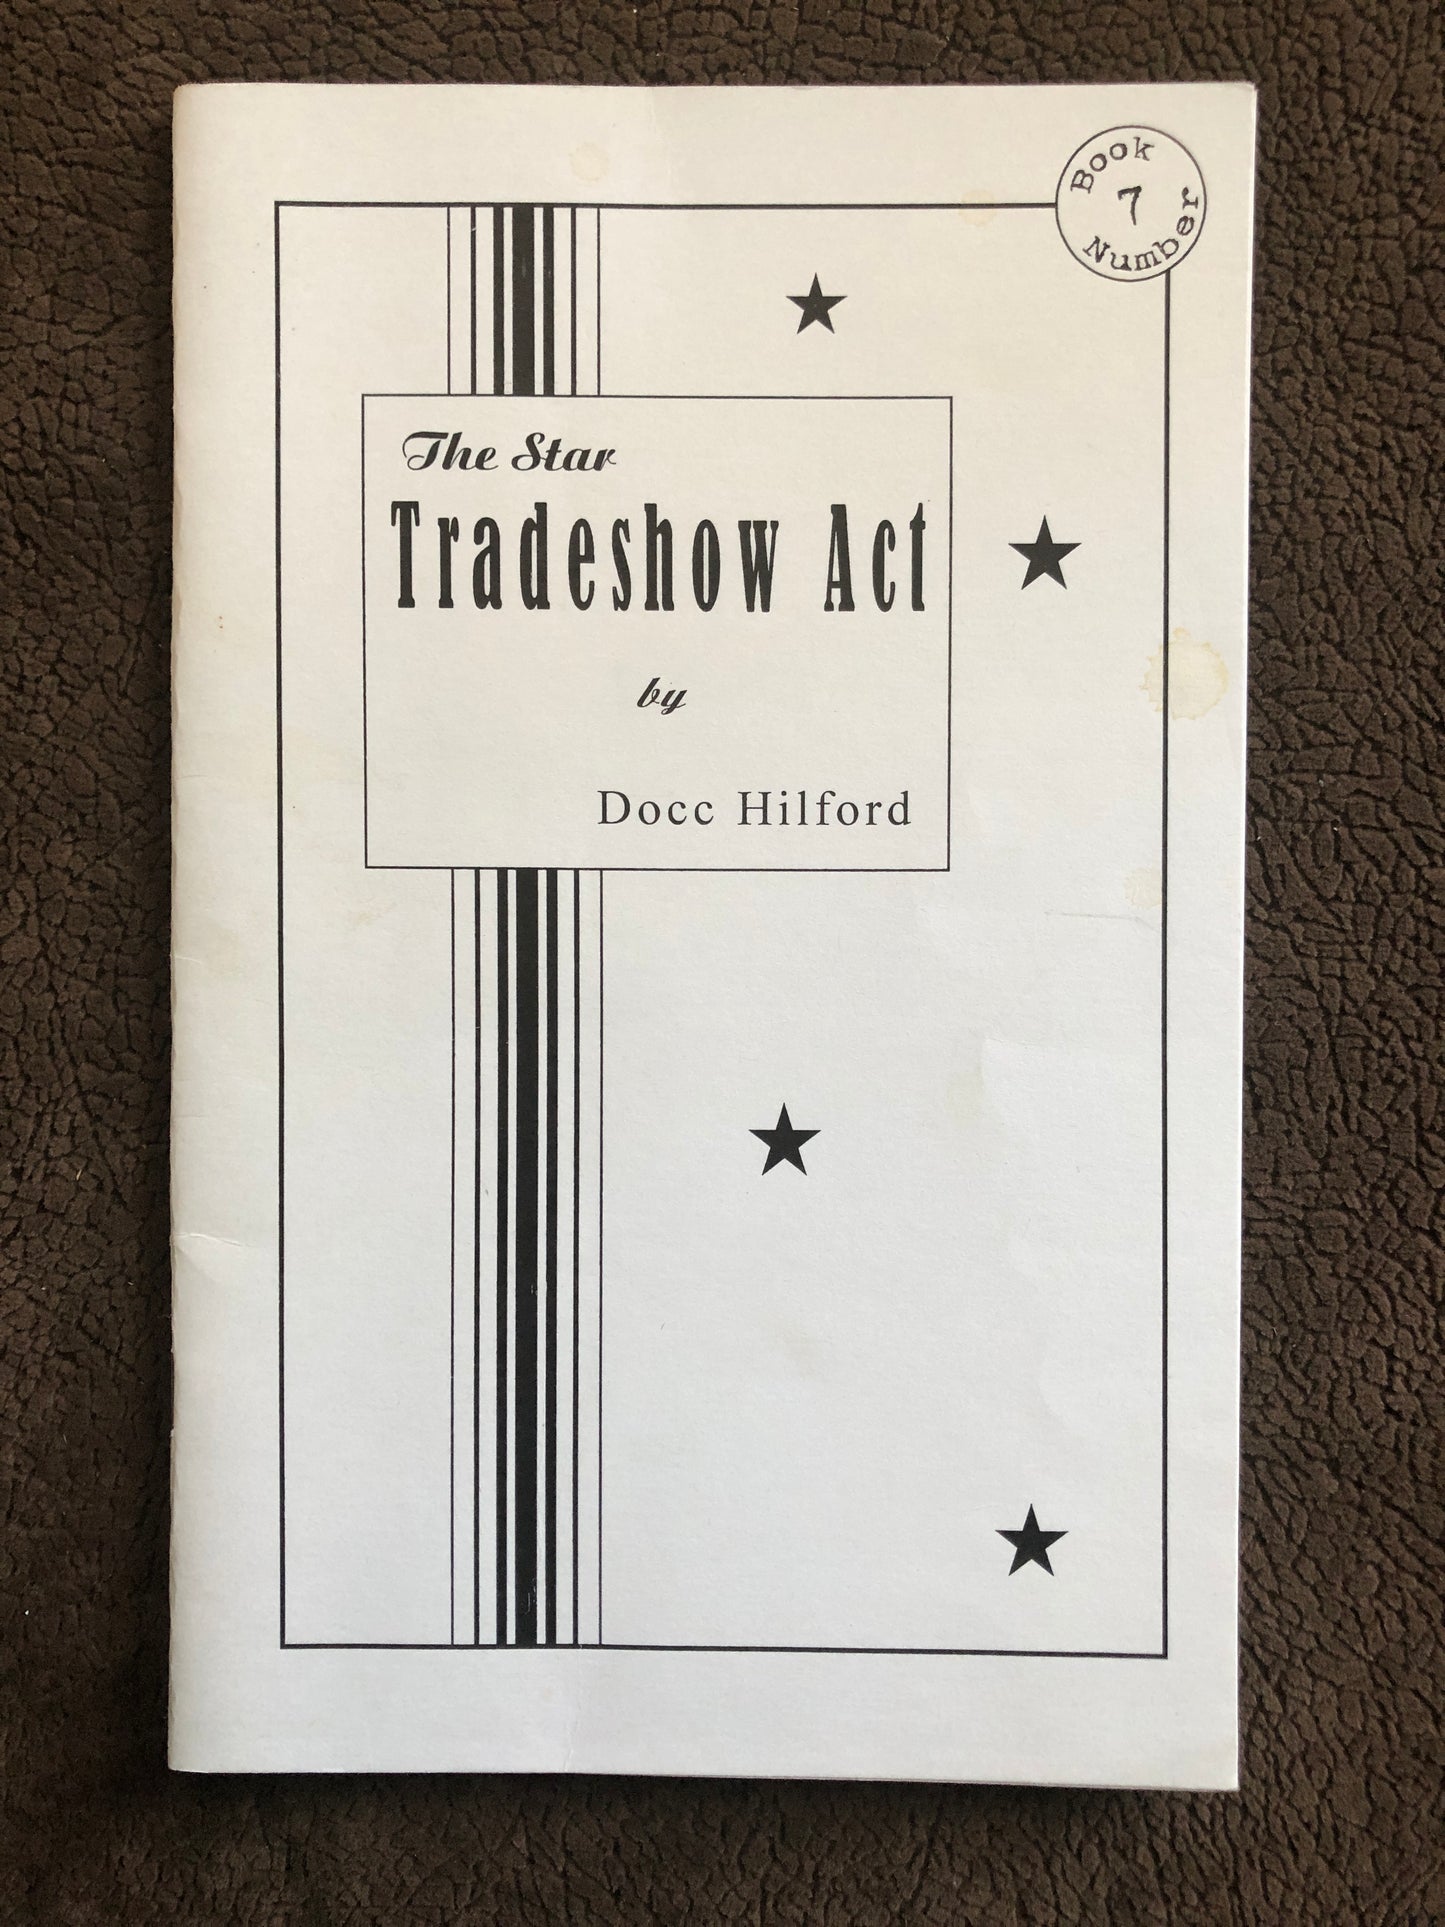 Book
7
Number
The Star
Tradeshow Act
by
Docc Hilford